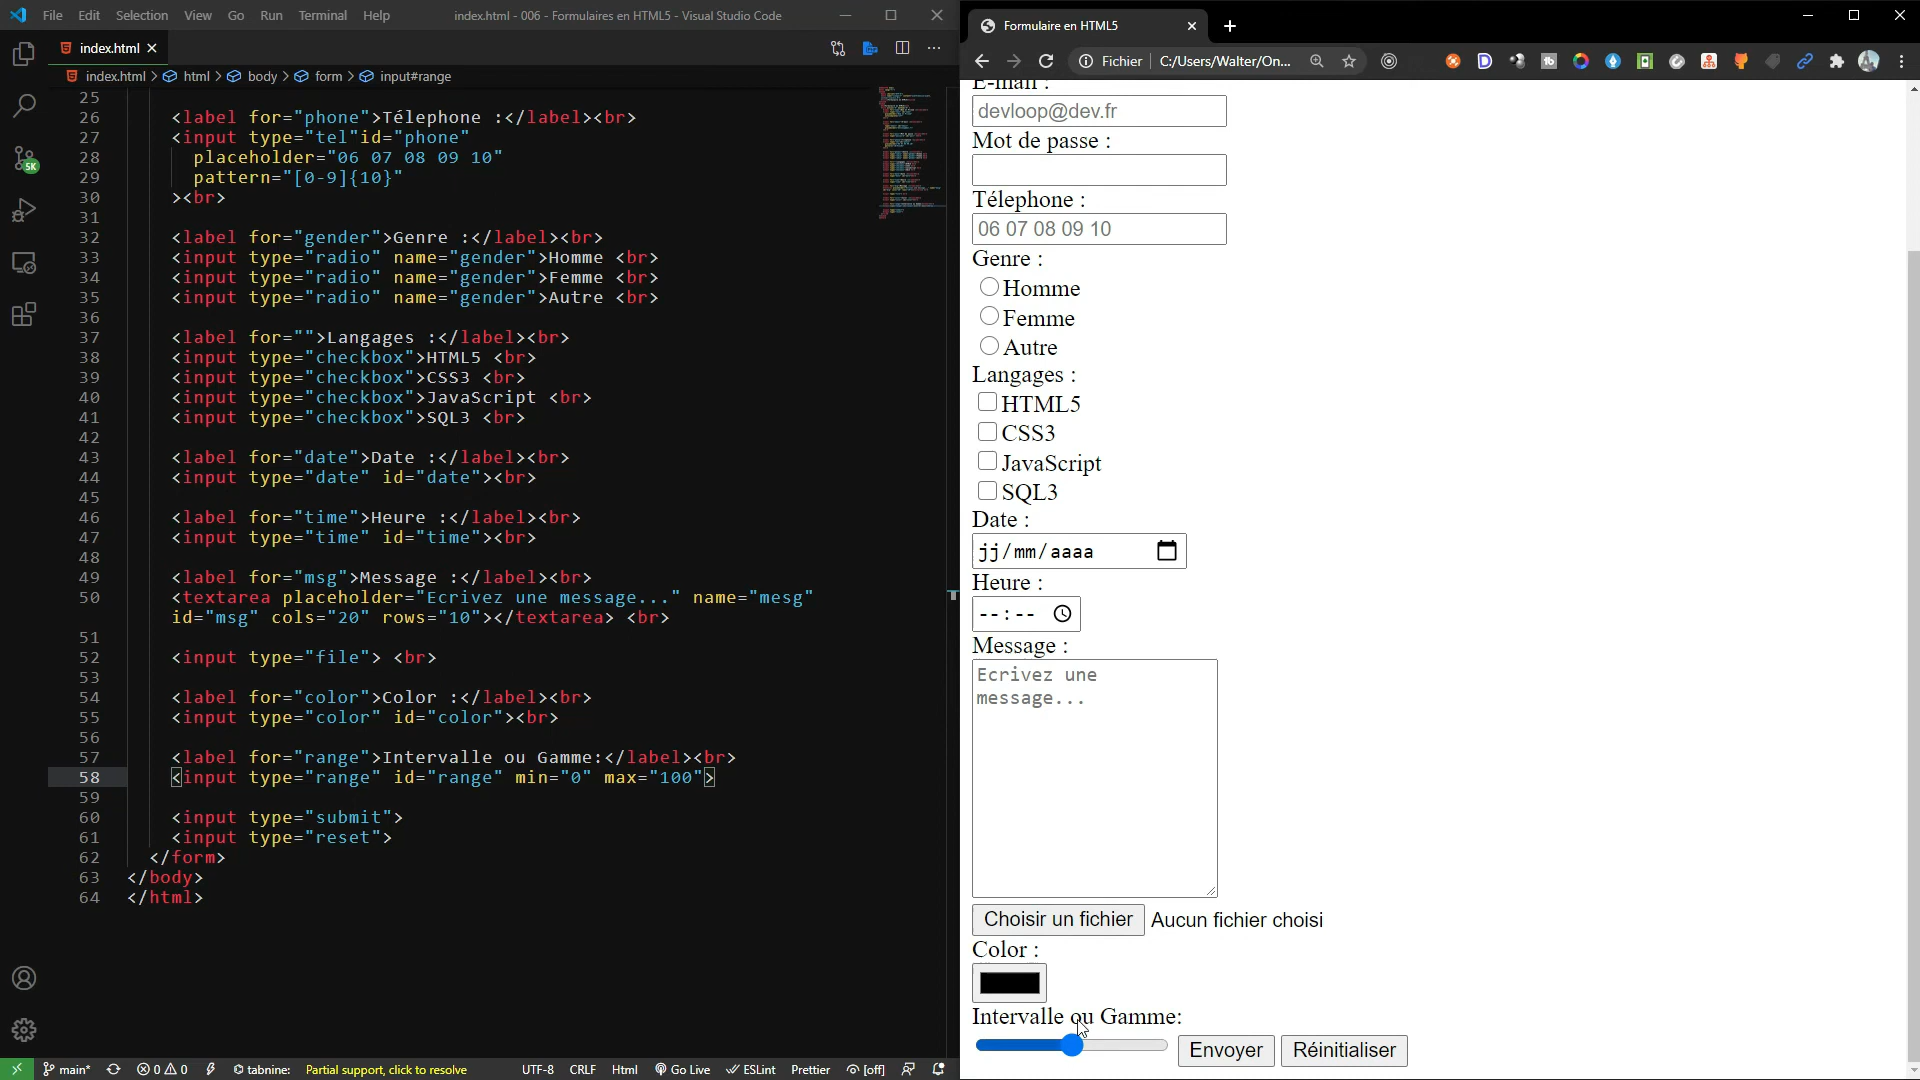 File Edit Selection View Go Run Terminal Help
index.html - 006 - Formulaires en HTML5 - Visual Studio Code
index.html
index.html > html > body > form > input#range
25
26 <label for="phone">Télephone :</label><br>
27 <input type="tel"id="phone"
28 placeholder="06 07 08 09 10"
29 pattern="[0-9]{10}"
30 ><br>
31
32 <label for="gender">Genre :</label><br>
33 <input type="radio" name="gender">Homme <br>
34 <input type="radio" name="gender">Femme <br>
35 <input type="radio" name="gender">Autre <br>
36
37 <label for="">Langages :</label><br>
38 <input type="checkbox">HTML5 <br>
39 <input type="checkbox">CSS3 <br>
40 <input type="checkbox">JavaScript <br>
41 <input type="checkbox">SQL3 <br>
42
43 <label for="date">Date :</label><br>
44 <input type="date" id="date"><br>
45
46 <label for="time">Heure :</label><br>
47 <input type="time" id="time"><br>
48
49 <label for="msg">Message :</label><br>
50 <textarea placeholder="Ecrivez une message..." name="mesg"
id="msg" cols="20" rows="10"></textarea> <br>
51
52 <input type="file"> <br>
53
54 <label for="color">Color :</label><br>
55 <input type="color" id="color"><br>
56
57 <label for="range">Intervalle ou Gamme:</label><br>
58 <input type="range" id="range" min="0" max="100">
59
60 <input type="submit">
61 <input type="reset">
62 </form>
63 </body>
64 </html>
5K
main* 0 0 tabnine: Partial support, click to resolve UTF-8 CRLF Html Go Live ESLint Prettier [off]
Formulaire en HTML5
Fichier | C:/Users/Walter/On...
E-mail :
devloop@dev.fr
Mot de passe :
Télephone :
06 07 08 09 10
Genre :
Homme
Femme
Autre
Langages :
HTML5
CSS3
JavaScript
SQL3
Date :
jj/mm/aaaa
Heure :
--:--
Message :
Ecrivez une
message...
Choisir un fichier Aucun fichier choisi
Color :
Intervalle ou Gamme:
Envoyer Réinitialiser